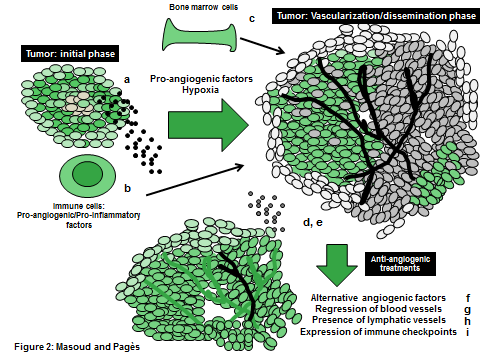 Bone marrow cells
c
Tumor: Vascularization/dissemination phase
Tumor: initial phase
a
Pro-angiogenic factors
Hypoxia
b
Immune cells:
Pro-angiogenic/Pro-inflammatory
factors
d, e
Anti-angiogenic
treatments
Alternative angiogenic factors f
Regression of blood vessels g
Presence of lymphatic vessels h
Expression of immune checkpoints i
Figure 2: Masoud and Pagès